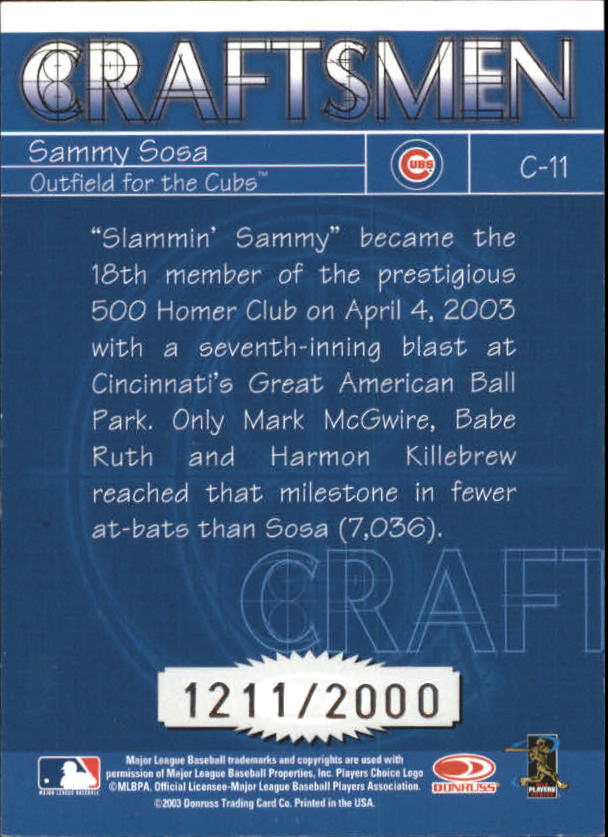 CRAFTSMEN
Sammy Sosa
CUBS
C-11
Outfield for the Cubs™
“Slammin’ Sammy” became the
18th member of the prestigious
500 Homer Club on April 4, 2003
with a seventh-inning blast at
Cincinnati’s Great American Ball
Park. Only Mark McGwire, Babe
Ruth and Harmon Killebrew
reached that milestone in fewer
at-bats than Sosa (7,036).
CRAFT
1211/2000
Major League Baseball trademarks and copyrights are used with
permission of Major League Baseball Properties, Inc. Players Choice Logo
©MLBPA. Official Licensee-Major League Baseball Players Association.
©2003 Donruss Trading Card Co. Printed in the USA.
MAJOR LEAGUE BASEBALL
DONRUSS
PLAYERS